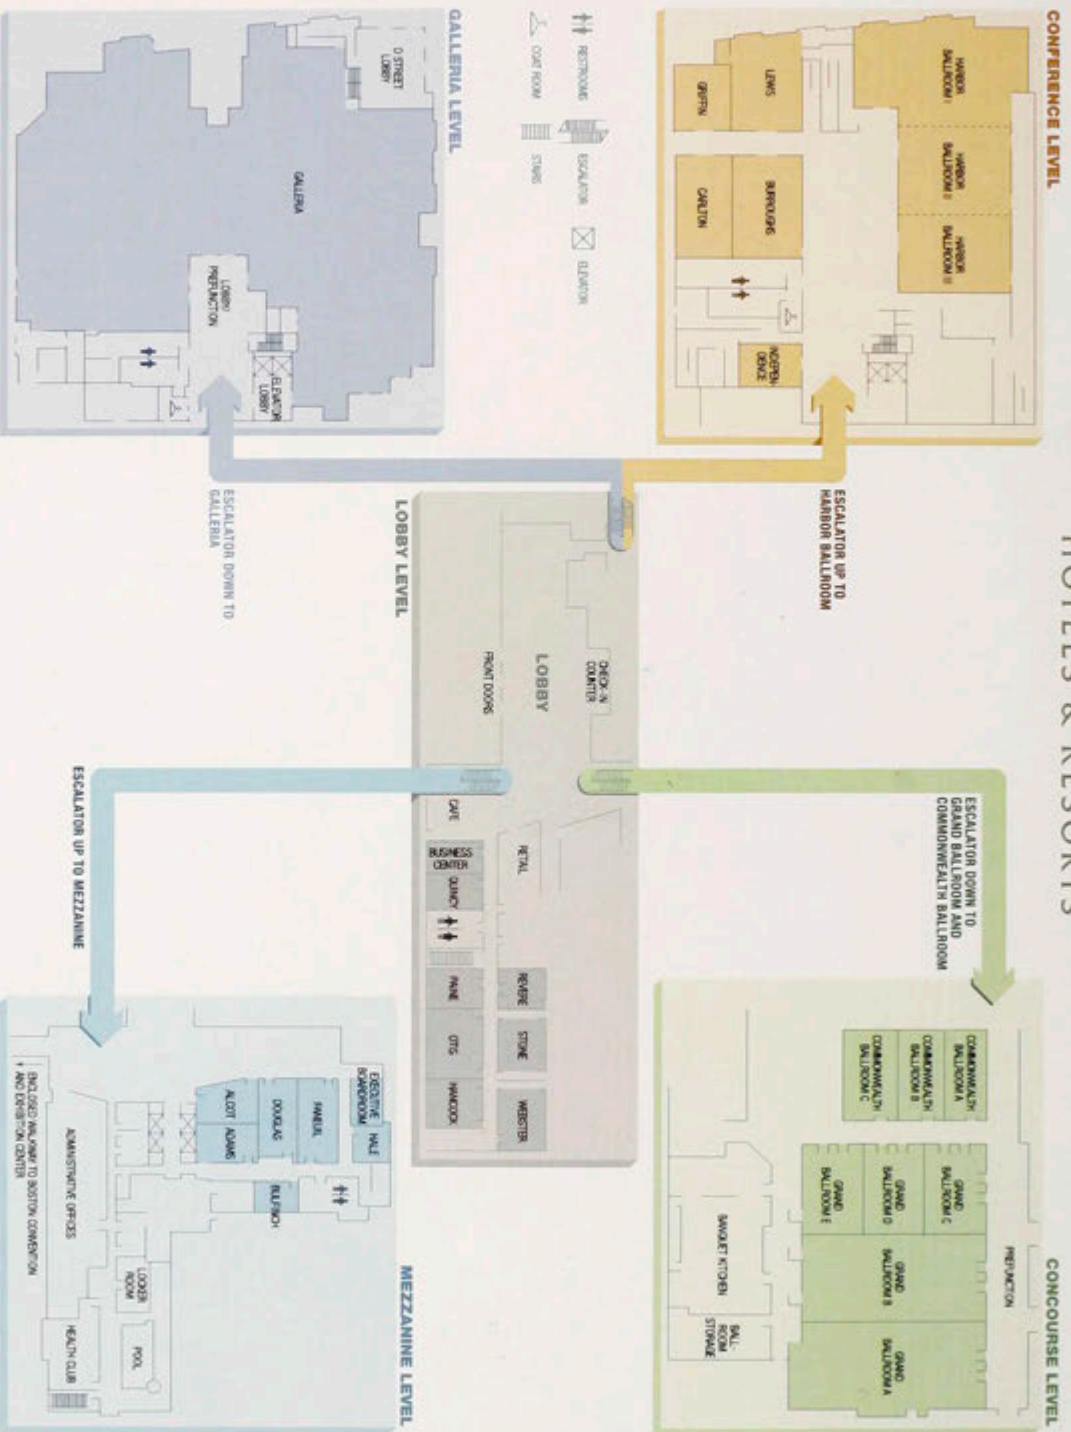 HOTELS & RESORTS
CONFERENCE LEVEL
HARBOR
BALLROOM I
HARBOR
BALLROOM II
HARBOR
BALLROOM III
LEWIS
GRIFFIN
BURROUGHS
CARLTON
INDEPEN-
DENCE
ESCALATOR UP TO
HARBOR BALLROOM
RESTROOMS
ESCALATOR
ELEVATOR
COAT ROOM
STAIRS
GALLERIA LEVEL
D STREET
LOBBY
GALLERIA
LOBBY/
PREFUNCTION
ELEVATOR
LOBBY
ESCALATOR DOWN TO
GALLERIA
LOBBY LEVEL
CHECK-IN
COUNTER
LOBBY
FRONT DOORS
RETAIL
CAFE
BUSINESS
CENTER
QUINCY
REVERE
STONE
WEBSTER
PAINE
OTIS
HANCOCK
ESCALATOR DOWN TO
GRAND BALLROOM AND
COMMONWEALTH BALLROOM
CONCOURSE LEVEL
COMMONWEALTH
BALLROOM A
COMMONWEALTH
BALLROOM B
COMMONWEALTH
BALLROOM C
PREFUNCTION
GRAND
BALLROOM C
GRAND
BALLROOM D
GRAND
BALLROOM E
GRAND
BALLROOM B
GRAND
BALLROOM A
BANQUET KITCHEN
BALL-
ROOM
STORAGE
ESCALATOR UP TO MEZZANINE
MEZZANINE LEVEL
EXECUTIVE
BOARDROOM
HALE
FANEUIL
DOUGLAS
ALCOT
ADAMS
BULFINCH
LOCKER
ROOM
POOL
ADMINISTRATIVE OFFICES
HEALTH CLUB
ENCLOSED WALKWAY TO BOSTON CONVENTION
AND EXHIBITION CENTER